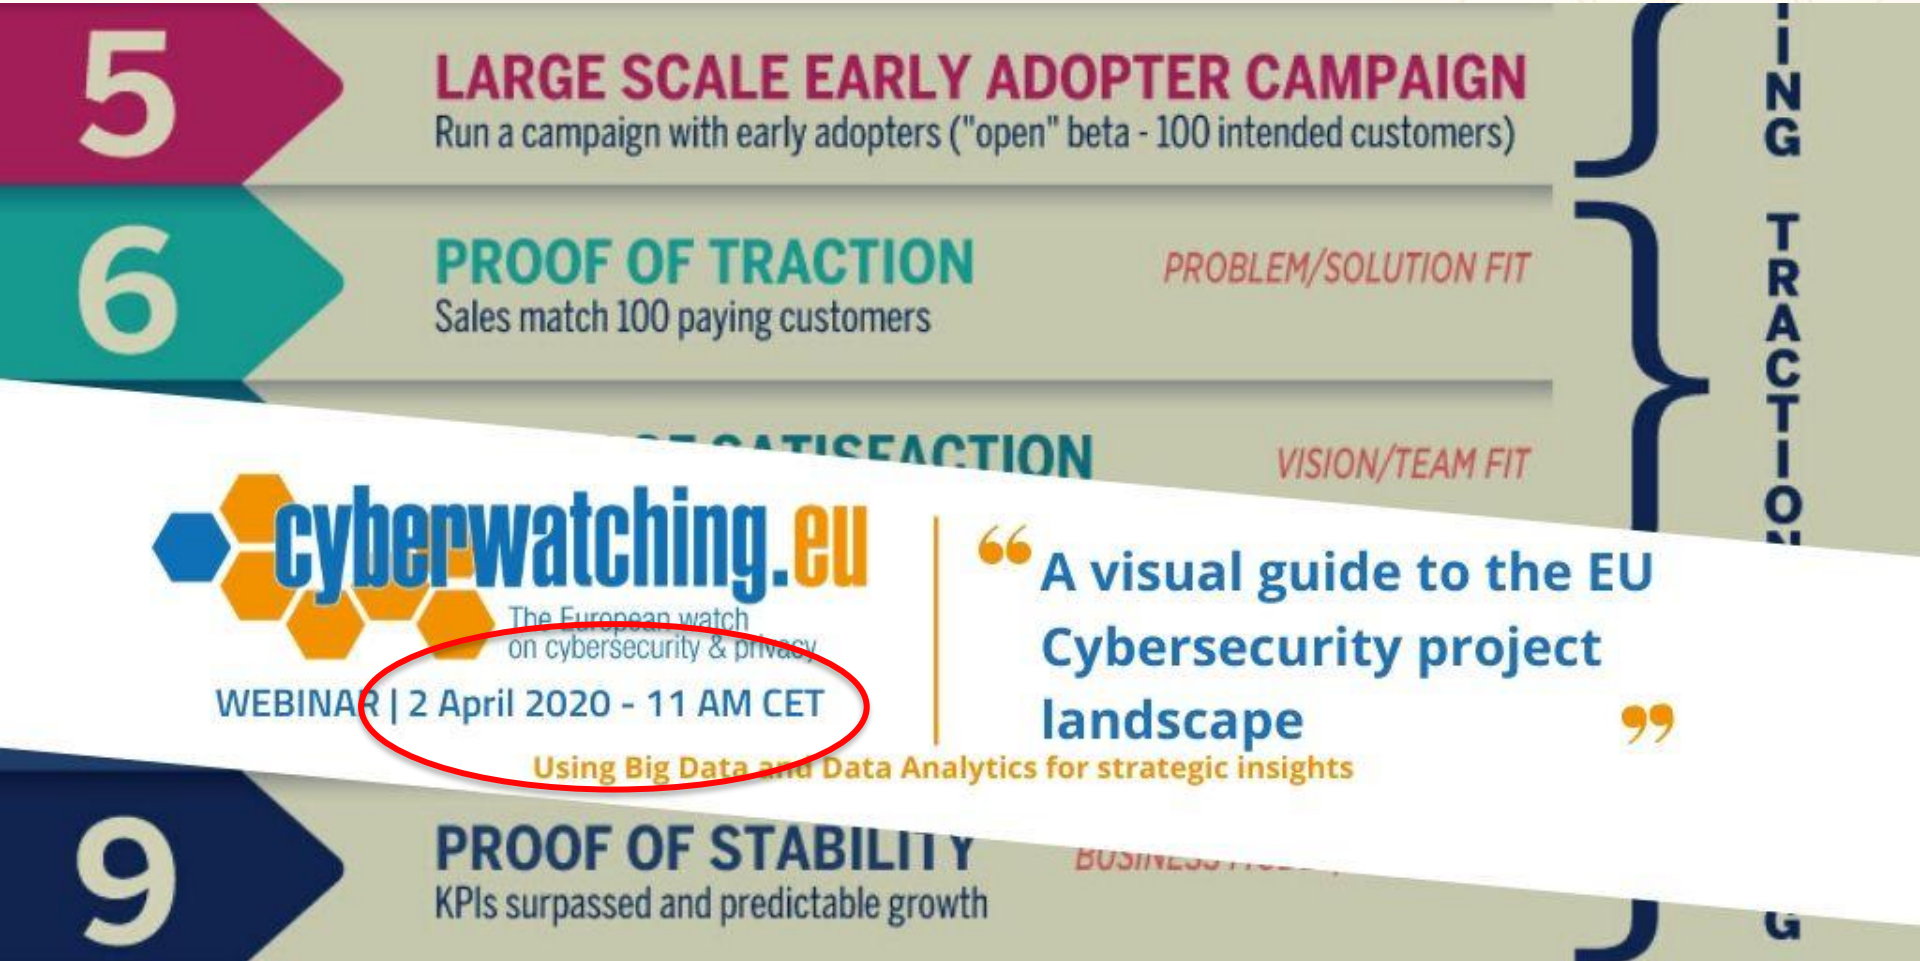 5
LARGE SCALE EARLY ADOPTER CAMPAIGN
Run a campaign with early adopters ("open" beta - 100 intended customers)
6
PROOF OF TRACTION
PROBLEM/SOLUTION FIT
Sales match 100 paying customers
SATISFACTION
VISION/TEAM FIT
ING TRACTION
cyberwatching.eu
The European watch
on cybersecurity & privacy
WEBINAR | 2 April 2020 - 11 AM CET
“ A visual guide to the EU
Cybersecurity project
landscape ”
Using Big Data and Data Analytics for strategic insights
9
PROOF OF STABILITY
BUSINESS
KPIs surpassed and predictable growth
G